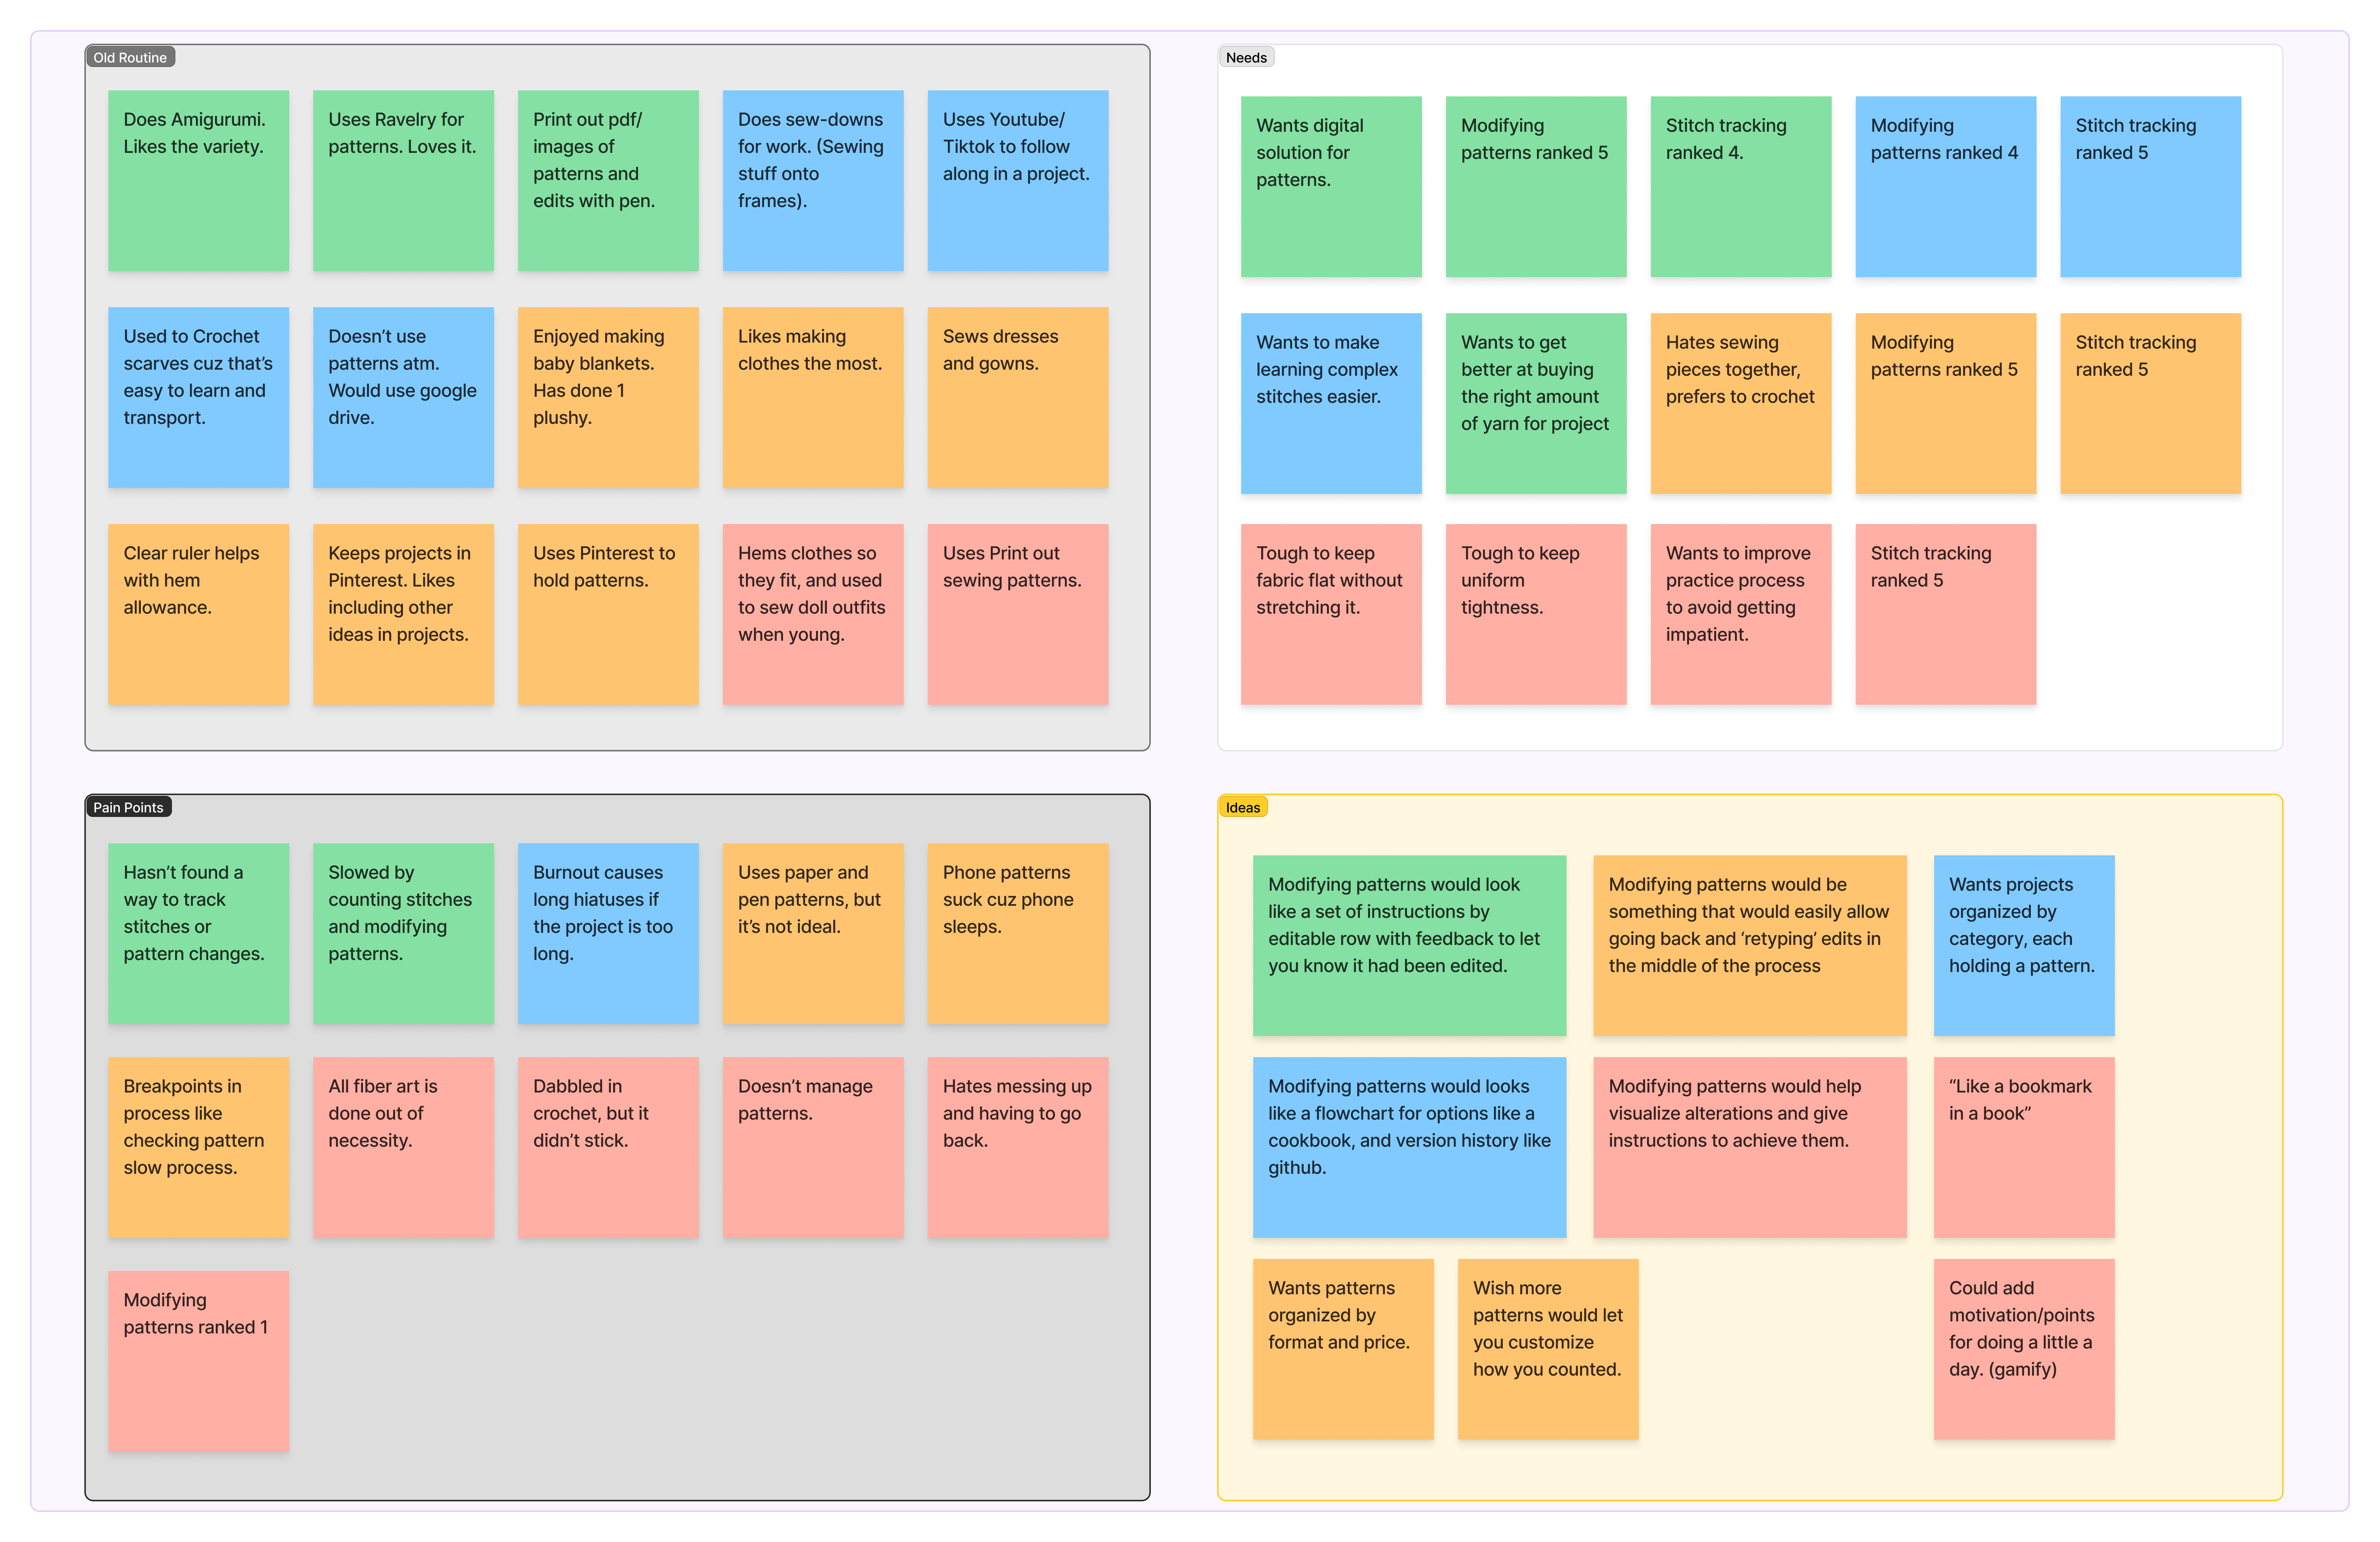 Old Routine
Does Amigurumi.
Likes the variety.
Uses Ravelry for
patterns. Loves it.
Print out pdf/
images of
patterns and
edits with pen.
Does sew-downs
for work. (Sewing
stuff onto
frames).
Uses Youtube/
Tiktok to follow
along in a project.
Used to Crochet
scarves cuz that’s
easy to learn and
transport.
Doesn’t use
patterns atm.
Would use google
drive.
Enjoyed making
baby blankets.
Has done 1
plushy.
Likes making
clothes the most.
Sews dresses
and gowns.
Clear ruler helps
with hem
allowance.
Keeps projects in
Pinterest. Likes
including other
ideas in projects.
Uses Pinterest to
hold patterns.
Hems clothes so
they fit, and used
to sew doll outfits
when young.
Uses Print out
sewing patterns.
Needs
Wants digital
solution for
patterns.
Modifying
patterns ranked 5
Stitch tracking
ranked 4.
Modifying
patterns ranked 4
Stitch tracking
ranked 5
Wants to make
learning complex
stitches easier.
Wants to get
better at buying
the right amount
of yarn for project
Hates sewing
pieces together,
prefers to crochet
Modifying
patterns ranked 5
Stitch tracking
ranked 5
Tough to keep
fabric flat without
stretching it.
Tough to keep
uniform
tightness.
Wants to improve
practice process
to avoid getting
impatient.
Stitch tracking
ranked 5
Pain Points
Hasn’t found a
way to track
stitches or
pattern changes.
Slowed by
counting stitches
and modifying
patterns.
Burnout causes
long hiatuses if
the project is too
long.
Uses paper and
pen patterns, but
it’s not ideal.
Phone patterns
suck cuz phone
sleeps.
Breakpoints in
process like
checking pattern
slow process.
All fiber art is
done out of
necessity.
Dabbled in
crochet, but it
didn’t stick.
Doesn’t manage
patterns.
Hates messing up
and having to go
back.
Modifying
patterns ranked 1
Ideas
Modifying patterns would look
like a set of instructions by
editable row with feedback to let
you know it had been edited.
Modifying patterns would be
something that would easily allow
going back and ‘retyping’ edits in
the middle of the process
Wants projects
organized by
category, each
holding a pattern.
Modifying patterns would looks
like a flowchart for options like a
cookbook, and version history like
github.
Modifying patterns would help
visualize alterations and give
instructions to achieve them.
“Like a bookmark
in a book”
Wants patterns
organized by
format and price.
Wish more
patterns would let
you customize
how you counted.
Could add
motivation/points
for doing a little a
day. (gamify)